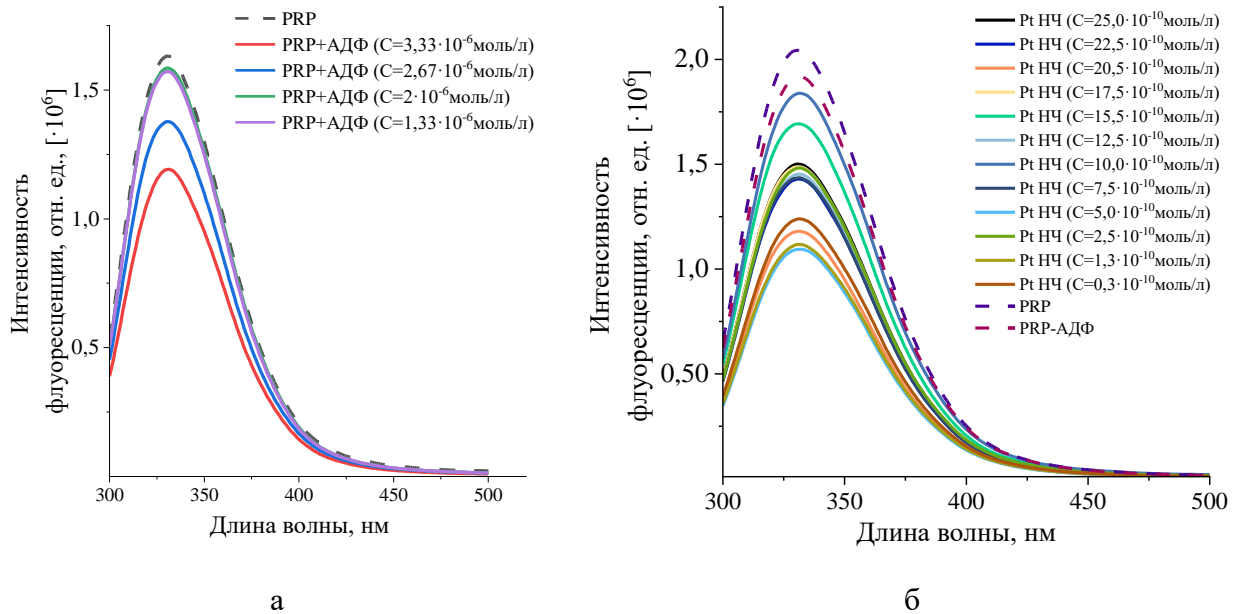 Интенсивность
флуоресценции, отн. ед., [·10⁶]
1,5
1,0
0,5
300
350
400
450
500
Длина волны, нм
PRP
PRP+АДФ (C=3,33·10⁻⁶моль/л)
PRP+АДФ (C=2,67·10⁻⁶моль/л)
PRP+АДФ (C=2·10⁻⁶моль/л)
PRP+АДФ (C=1,33·10⁻⁶моль/л)
а
Интенсивность
флуоресценции, отн. ед. [·10⁶]
2,0
1,5
1,0
0,50
300
350
400
450
500
Длина волны, нм
Pt НЧ (C=25,0·10⁻¹⁰моль/л)
Pt НЧ (C=22,5·10⁻¹⁰моль/л)
Pt НЧ (C=20,5·10⁻¹⁰моль/л)
Pt НЧ (C=17,5·10⁻¹⁰моль/л)
Pt НЧ (C=15,5·10⁻¹⁰моль/л)
Pt НЧ (C=12,5·10⁻¹⁰моль/л)
Pt НЧ (C=10,0·10⁻¹⁰моль/л)
Pt НЧ (C=7,5·10⁻¹⁰моль/л)
Pt НЧ (C=5,0·10⁻¹⁰моль/л)
Pt НЧ (C=2,5·10⁻¹⁰моль/л)
Pt НЧ (C=1,3·10⁻¹⁰моль/л)
Pt НЧ (C=0,3·10⁻¹⁰моль/л)
PRP
PRP-АДФ
б